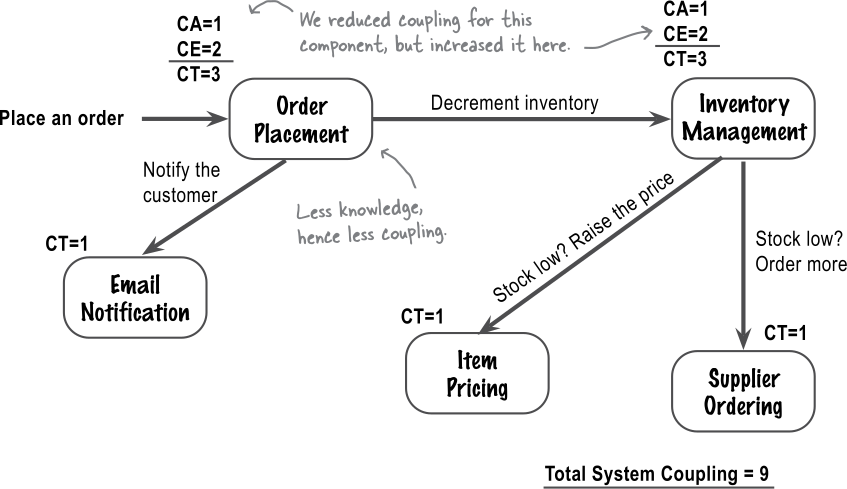 CA=1
CE=2
CT=3
We reduced coupling for this
component, but increased it here.
CA=1
CE=2
CT=3
Place an order
Order
Placement
Decrement inventory
Inventory
Management
Notify the
customer
Less knowledge,
hence less coupling.
Stock low? Raise the price
Stock low?
Order more
CT=1
Email
Notification
CT=1
Item
Pricing
CT=1
Supplier
Ordering
Total System Coupling = 9